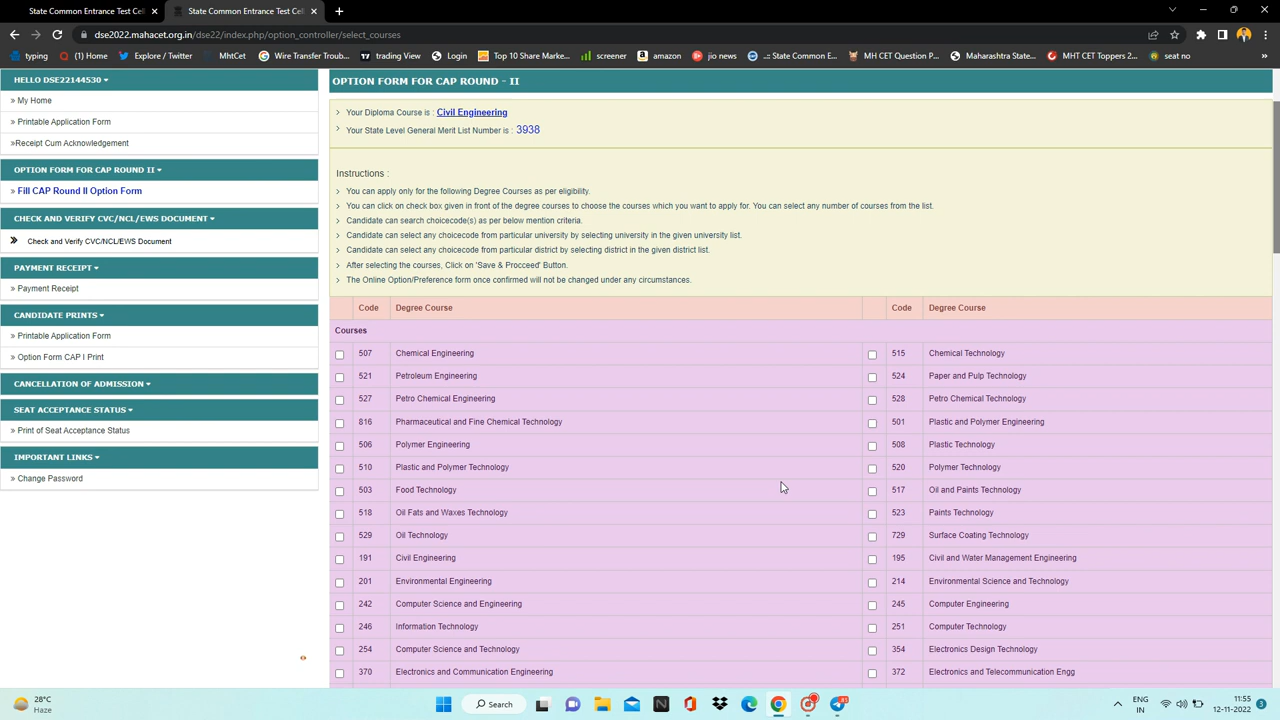 State Common Entrance Test Cell
State Common Entrance Test Cell
dse2022.mahacet.org.in/dse22/index.php/option_controller/select_courses
typing
(1) Home
Explore / Twitter
MhtCet
Wire Transfer Troubl...
trading View
Login
Top 10 Share Marke...
screener
amazon
jio news
.:: State Common E...
MH CET Question P...
Maharashtra State...
MHT CET Toppers 2...
seat no
HELLO DSE22144530
» My Home
» Printable Application Form
»Receipt Cum Acknowledgement
OPTION FORM FOR CAP ROUND II
» Fill CAP Round II Option Form
CHECK AND VERIFY CVC/NCL/EWS DOCUMENT
Check and Verify CVC/NCL/EWS Document
PAYMENT RECEIPT
» Payment Receipt
CANDIDATE PRINTS
» Printable Application Form
» Option Form CAP I Print
CANCELLATION OF ADMISSION
SEAT ACCEPTANCE STATUS
» Print of Seat Acceptance Status
IMPORTANT LINKS
» Change Password
OPTION FORM FOR CAP ROUND - II
Your Diploma Course is : Civil Engineering
Your State Level General Merit List Number is : 3938
Instructions :
You can apply only for the following Degree Courses as per eligibility.
You can click on check box given in front of the degree courses to choose the courses which you want to apply for. You can select any number of courses from the list.
Candidate can search choicecode(s) as per below mention criteria.
Candidate can select any choicecode from particular university by selecting university in the given university list.
Candidate can select any choicecode from particular district by selecting district in the given district list.
After selecting the courses, Click on 'Save & Procceed' Button.
The Online Option/Preference form once confirmed will not be changed under any circumstances.
Code Degree Course Code Degree Course
Courses
507 Chemical Engineering 515 Chemical Technology
521 Petroleum Engineering 524 Paper and Pulp Technology
527 Petro Chemical Engineering 528 Petro Chemical Technology
816 Pharmaceutical and Fine Chemical Technology 501 Plastic and Polymer Engineering
506 Polymer Engineering 508 Plastic Technology
510 Plastic and Polymer Technology 520 Polymer Technology
503 Food Technology 517 Oil and Paints Technology
518 Oil Fats and Waxes Technology 523 Paints Technology
529 Oil Technology 729 Surface Coating Technology
191 Civil Engineering 195 Civil and Water Management Engineering
201 Environmental Engineering 214 Environmental Science and Technology
242 Computer Science and Engineering 245 Computer Engineering
246 Information Technology 251 Computer Technology
254 Computer Science and Technology 354 Electronics Design Technology
370 Electronics and Communication Engineering 372 Electronics and Telecommunication Engg
28°C
Haze
Search
ENG
IN
11:55
12-11-2022